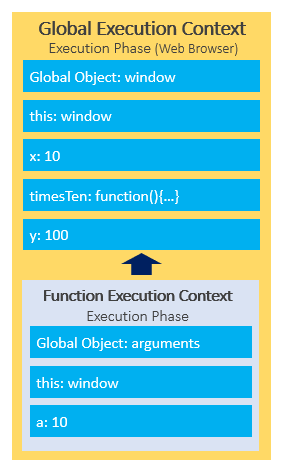 Global Execution Context
Execution Phase (Web Browser)
Global Object: window
this: window
x: 10
timesTen: function(){...}
y: 100
Function Execution Context
Execution Phase
Global Object: arguments
this: window
a: 10